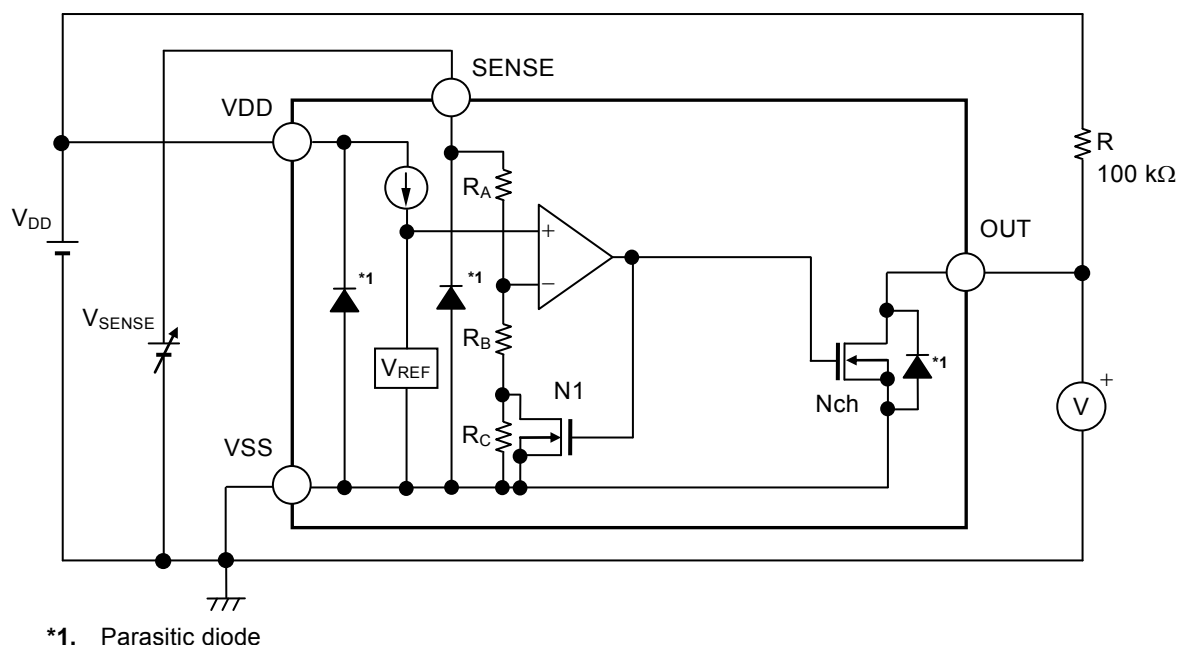 SENSE
VDD
R
100 kΩ
RA
VDD
+
OUT
*1
*1
−
VSENSE
RB
*1
VREF
N1
+
V
Nch
VSS
RC
*1. Parasitic diode